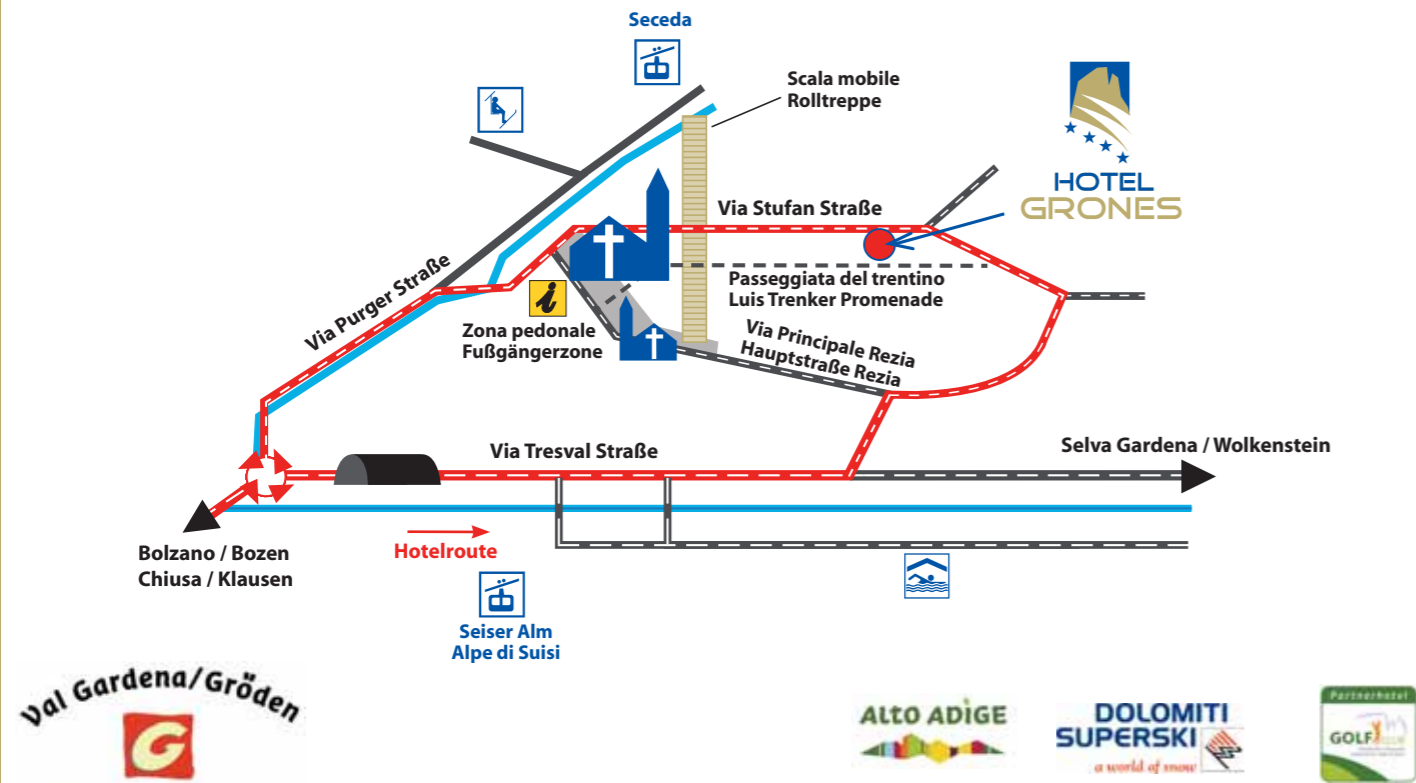 Seceda
Scala mobile
Rolltreppe
HOTEL
GRONES
Via Stufan Straße
Passeggiata del trentino
Luis Trenker Promenade
Via Purger Straße
Zona pedonale
Fußgängerzone
Via Principale Rezia
Hauptstraße Rezia
Via Tresval Straße
Selva Gardena / Wolkenstein
Bolzano / Bozen
Chiusa / Klausen
Hotelroute
Seiser Alm
Alpe di Suisi
Val Gardena/Gröden
G
ALTO ADIGE
DOLOMITI
SUPERSKI
a world of snow
Partnerhotel
GOLF